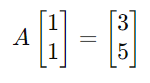 A [1 1] = [3 5]